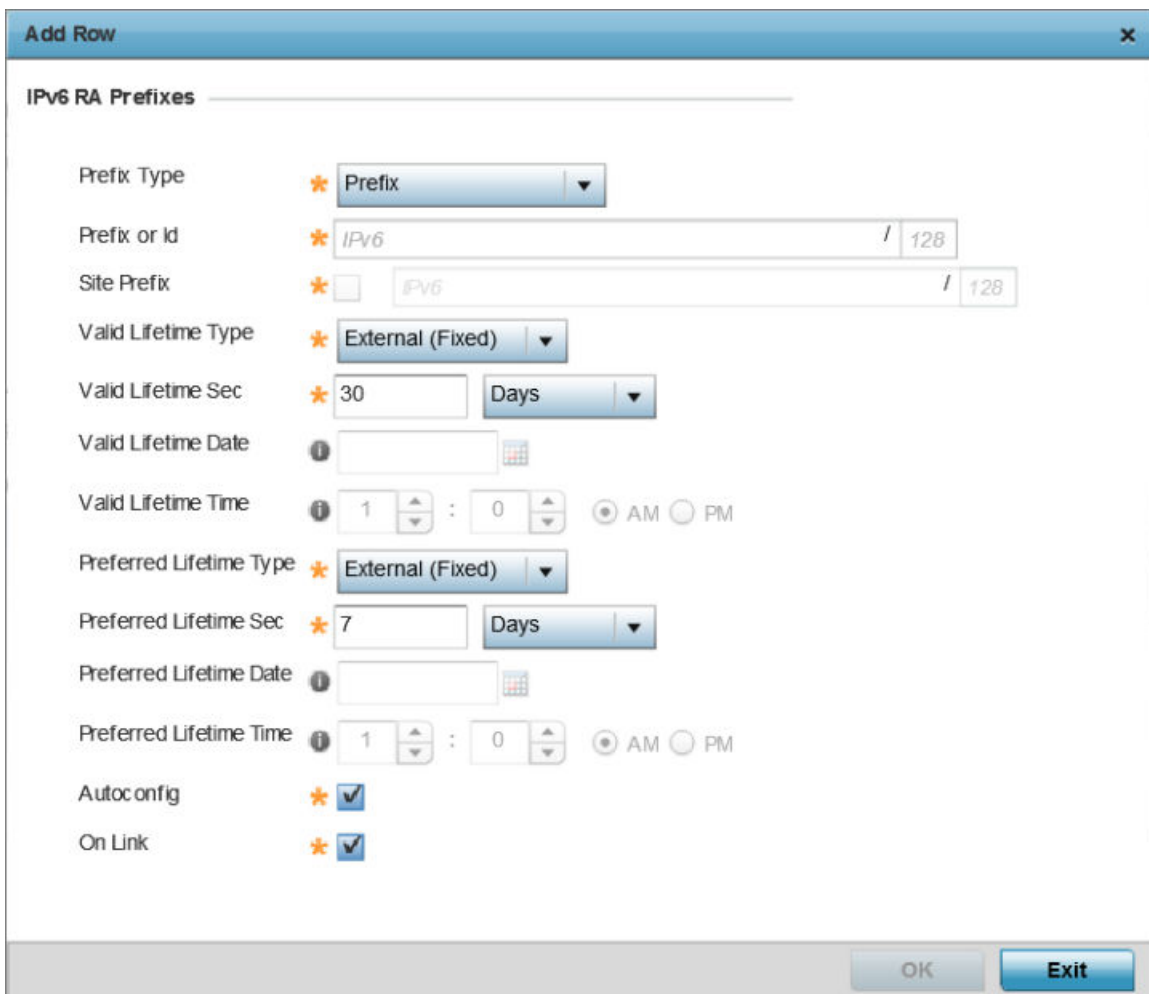 Add Row
IPv6 RA Prefixes
Prefix Type * Prefix
Prefix or Id * IPv6 / 128
Site Prefix * IPv6 / 128
Valid Lifetime Type * External (Fixed)
Valid Lifetime Sec * 30 Days
Valid Lifetime Date
Valid Lifetime Time 1 : 0 AM PM
Preferred Lifetime Type * External (Fixed)
Preferred Lifetime Sec * 7 Days
Preferred Lifetime Date
Preferred Lifetime Time 1 : 0 AM PM
Autoconfig *
On Link *
OK Exit